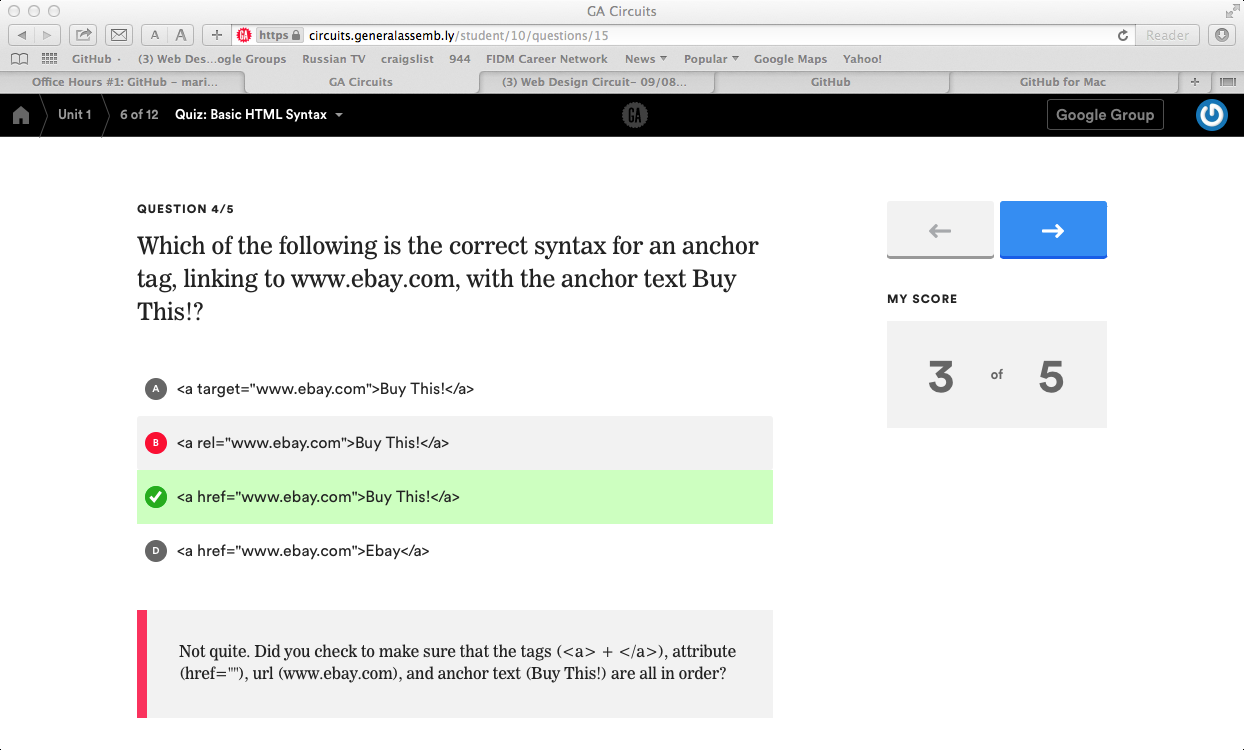 GA Circuits
A A + GA https circuits.generalassemb.ly/student/10/questions/15 Reader
GitHub · (3) Web Des...ogle Groups Russian TV craigslist 944 FIDM Career Network News Popular Google Maps Yahoo!
Office Hours #1: GitHub – mari... GA Circuits (3) Web Design Circuit– 09/08... GitHub GitHub for Mac +
Unit 1 6 of 12 Quiz: Basic HTML Syntax GA Google Group
QUESTION 4/5
Which of the following is the correct syntax for an anchor
tag, linking to www.ebay.com, with the anchor text Buy
This!?
A <a target="www.ebay.com">Buy This!</a>
B <a rel="www.ebay.com">Buy This!</a>
<a href="www.ebay.com">Buy This!</a>
D <a href="www.ebay.com">Ebay</a>
Not quite. Did you check to make sure that the tags (<a> + </a>), attribute
(href=""), url (www.ebay.com), and anchor text (Buy This!) are all in order?
MY SCORE
3 of 5